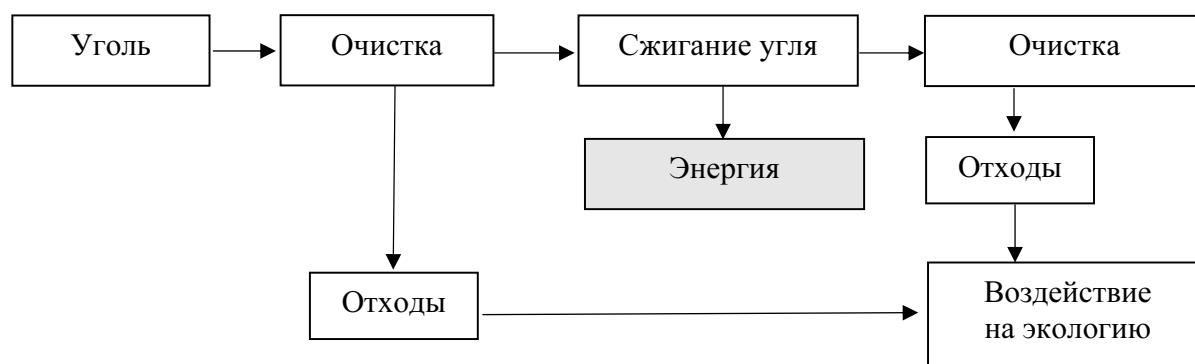 Уголь
Очистка
Сжигание угля
Очистка
Энергия
Отходы
Отходы
Воздействие
на экологию